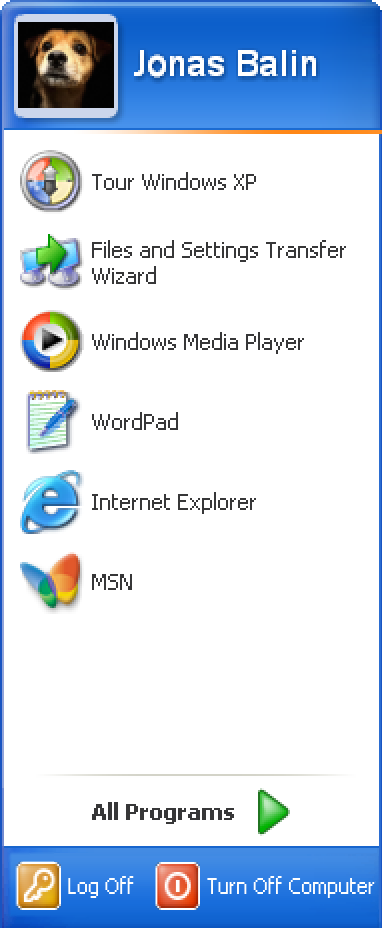 Jonas Balin
Tour Windows XP
Files and Settings Transfer
Wizard
Windows Media Player
WordPad
Internet Explorer
MSN
All Programs
Log Off
Turn Off Computer